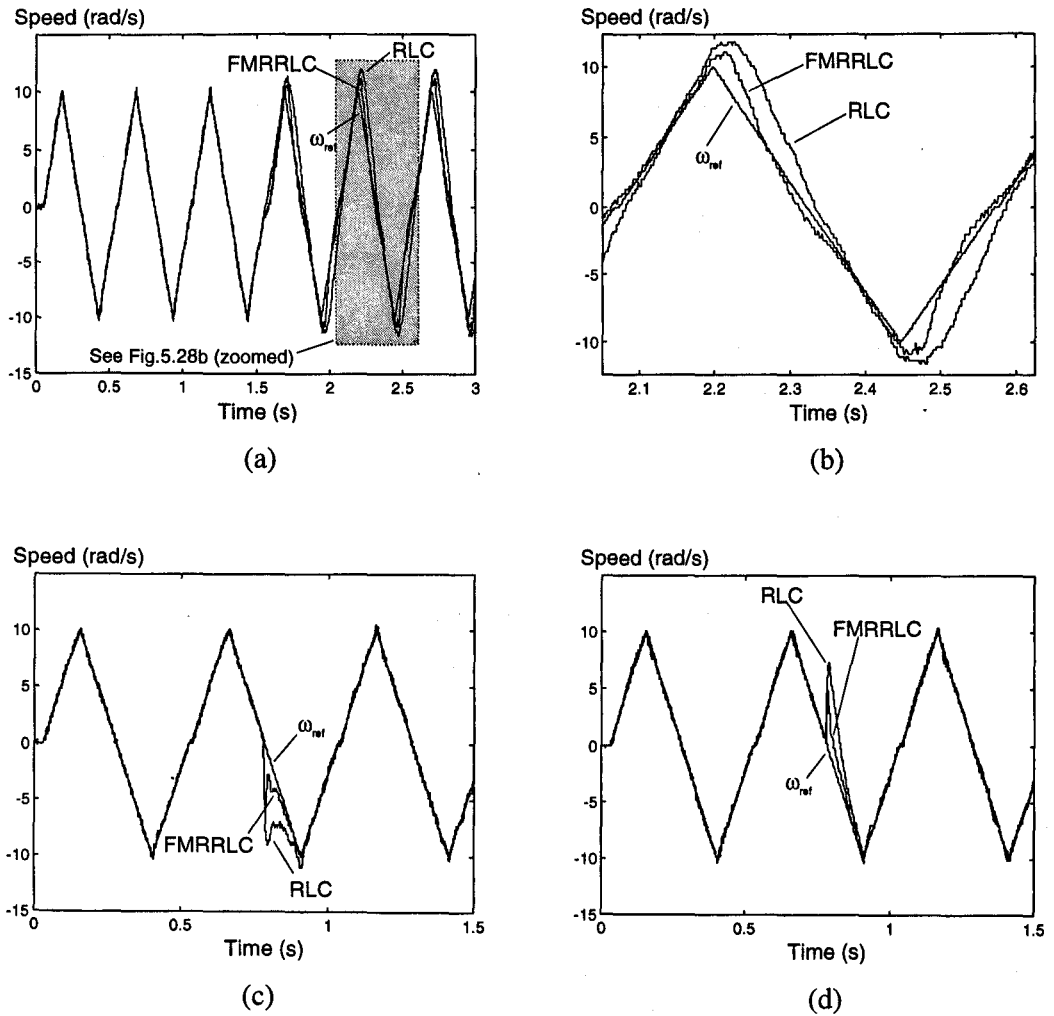 Speed (rad/s)
RLC
FMRRLC
ωref
10
5
0
-5
-10
-15
See Fig.5.28b (zoomed)
0 0.5 1 1.5 2 2.5 3
Time (s)
(a)
Speed (rad/s)
FMRRLC
RLC
ωref
10
5
0
-5
-10
2.1 2.2 2.3 2.4 2.5 2.6
Time (s)
(b)
Speed (rad/s)
10
5
0
-5
-10
-15
ωref
FMRRLC
RLC
0 0.5 1 1.5
Time (s)
(c)
Speed (rad/s)
RLC
FMRRLC
10
5
0
-5
-10
-15
ωref
0 0.5 1 1.5
Time (s)
(d)